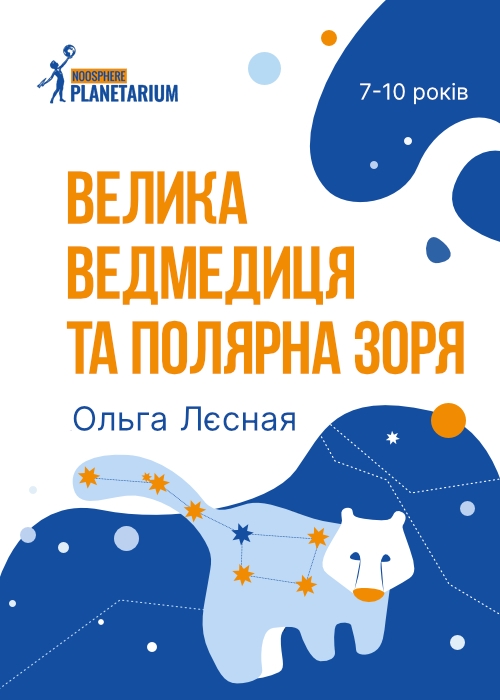 NOOSPHERE
PLANETARIUM
7-10 років
ВЕЛИКА
ВЕДМЕДИЦЯ
ТА ПОЛЯРНА ЗОРЯ
Ольга Лєсная